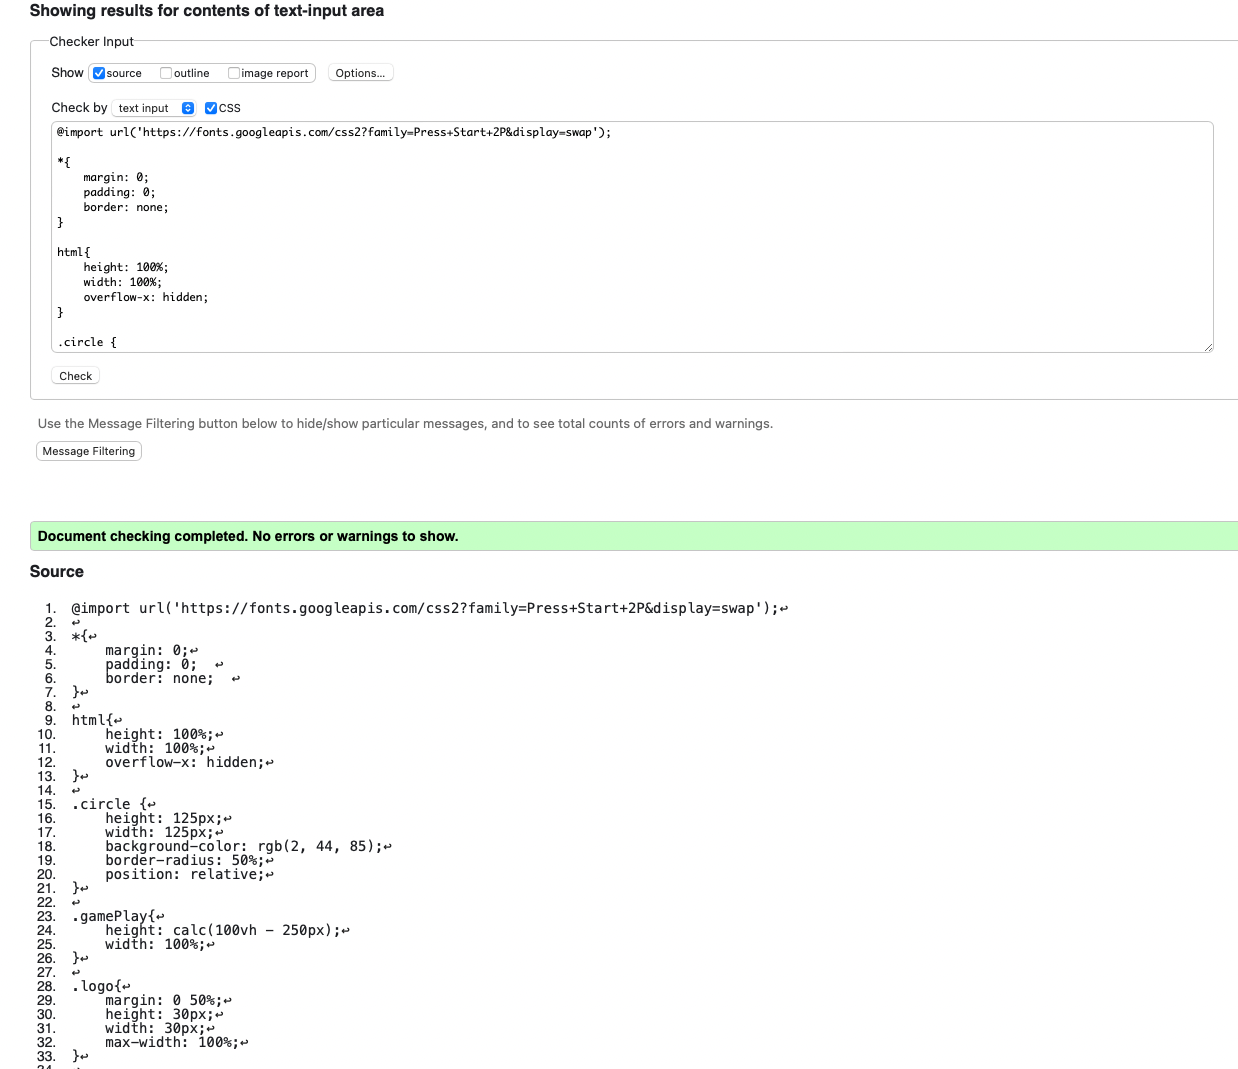 Showing results for contents of text-input area
Checker Input
Show source outline image report Options...
Check by text input CSS
@import url('https://fonts.googleapis.com/css2?family=Press+Start+2P&display=swap');
*{
margin: 0;
padding: 0;
border: none;
}
html{
height: 100%;
width: 100%;
overflow-x: hidden;
}
.circle {
Check
Use the Message Filtering button below to hide/show particular messages, and to see total counts of errors and warnings.
Message Filtering
Document checking completed. No errors or warnings to show.
Source
1. @import url('https://fonts.googleapis.com/css2?family=Press+Start+2P&display=swap');↩
2. ↩
3. *{↩
4. margin: 0;↩
5. padding: 0; ↩
6. border: none; ↩
7. }↩
8. ↩
9. html{↩
10. height: 100%;↩
11. width: 100%;↩
12. overflow-x: hidden;↩
13. }↩
14. ↩
15. .circle {↩
16. height: 125px;↩
17. width: 125px;↩
18. background-color: rgb(2, 44, 85);↩
19. border-radius: 50%;↩
20. position: relative;↩
21. }↩
22. ↩
23. .gamePlay{↩
24. height: calc(100vh - 250px);↩
25. width: 100%;↩
26. }↩
27. ↩
28. .logo{↩
29. margin: 0 50%;↩
30. height: 30px;↩
31. width: 30px;↩
32. max-width: 100%;↩
33. }↩